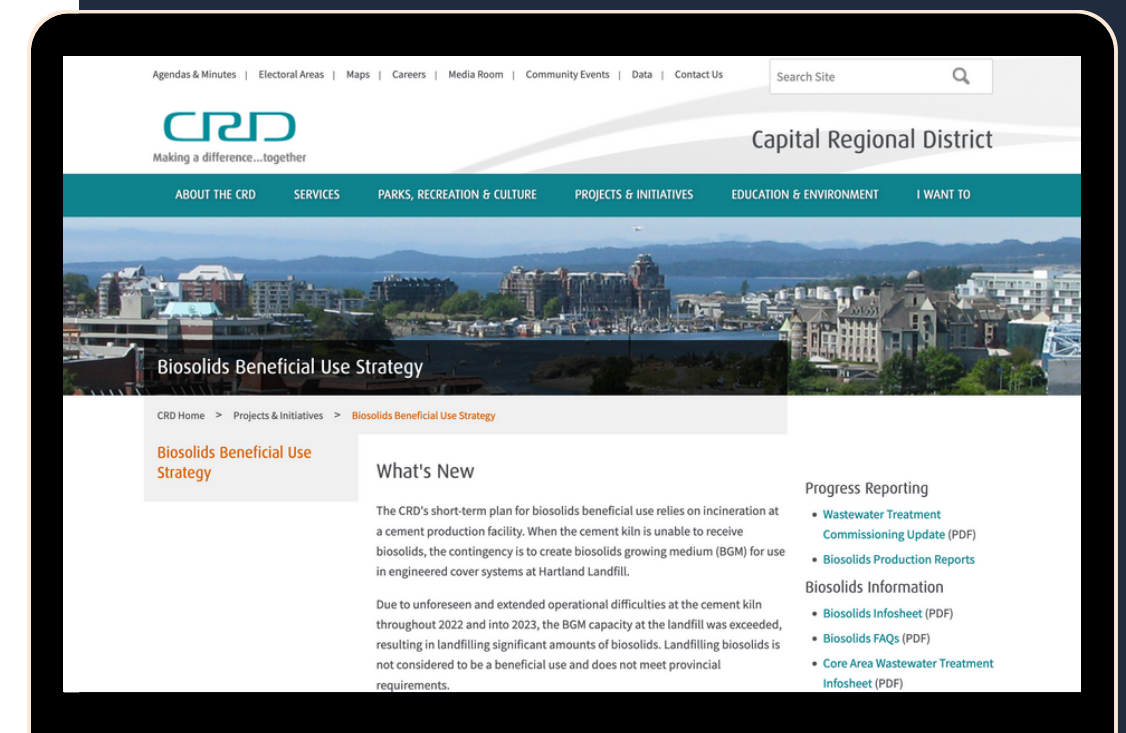 Agendas & Minutes | Electoral Areas | Maps | Careers | Media Room | Community Events | Data | Contact Us
Search Site
CRD
Making a difference...together
Capital Regional District
ABOUT THE CRD SERVICES PARKS, RECREATION & CULTURE PROJECTS & INITIATIVES EDUCATION & ENVIRONMENT I WANT TO
Biosolids Beneficial Use Strategy
CRD Home > Projects & Initiatives > Biosolids Beneficial Use Strategy
Biosolids Beneficial Use
Strategy
What's New
The CRD's short-term plan for biosolids beneficial use relies on incineration at
a cement production facility. When the cement kiln is unable to receive
biosolids, the contingency is to create biosolids growing medium (BGM) for use
in engineered cover systems at Hartland Landfill.
Due to unforeseen and extended operational difficulties at the cement kiln
throughout 2022 and into 2023, the BGM capacity at the landfill was exceeded,
resulting in landfilling significant amounts of biosolids. Landfilling biosolids is
not considered to be a beneficial use and does not meet provincial
requirements.
Progress Reporting
• Wastewater Treatment
Commissioning Update (PDF)
• Biosolids Production Reports
Biosolids Information
• Biosolids Infosheet (PDF)
• Biosolids FAQs (PDF)
• Core Area Wastewater Treatment
Infosheet (PDF)